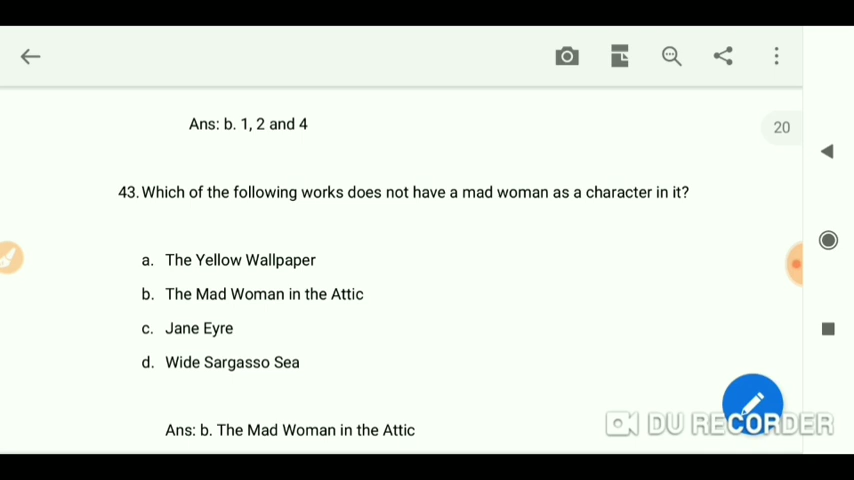 20
Ans: b. 1, 2 and 4
43. Which of the following works does not have a mad woman as a character in it?
a. The Yellow Wallpaper
b. The Mad Woman in the Attic
c. Jane Eyre
d. Wide Sargasso Sea
Ans: b. The Mad Woman in the Attic
DU RECORDER